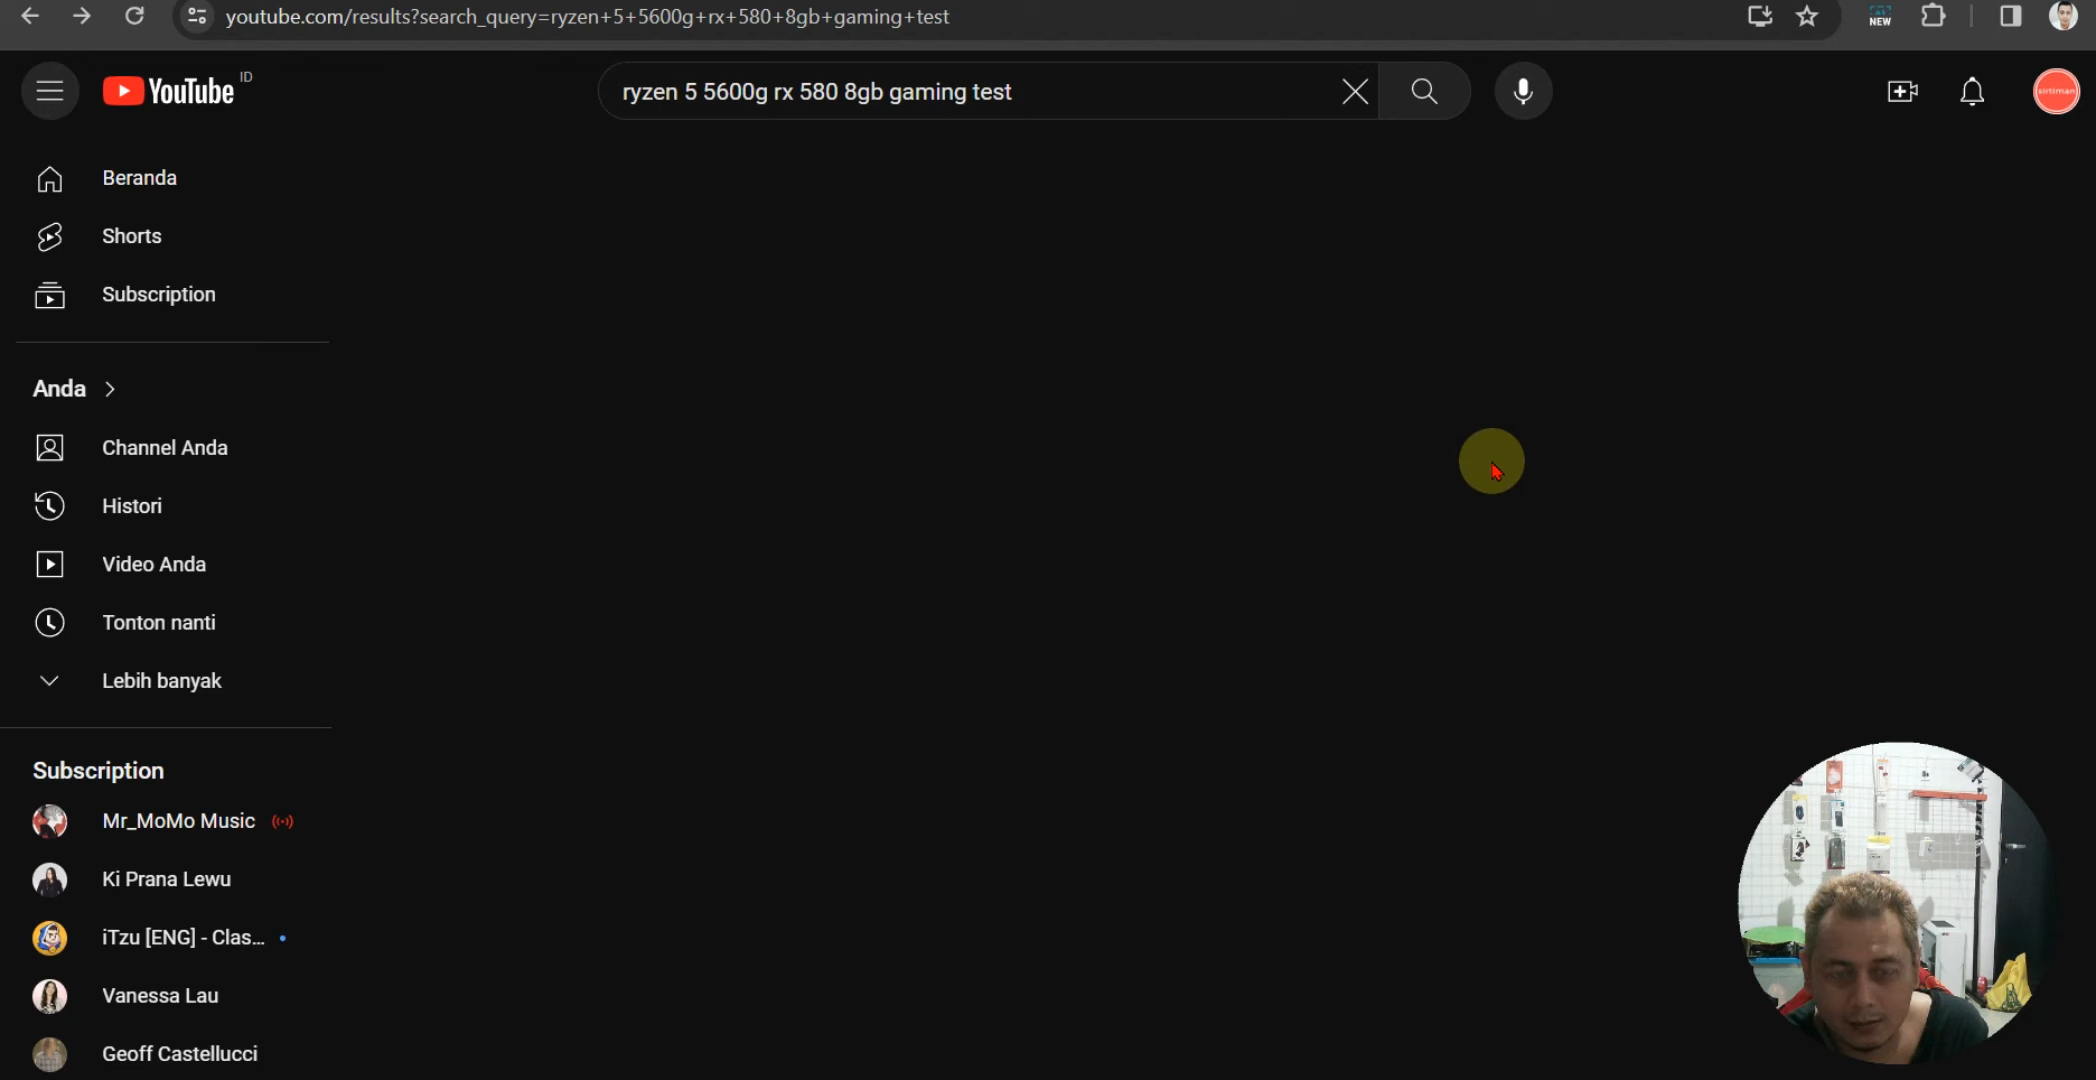 youtube.com/results?search_query=ryzen+5+5600g+rx+580+8gb+gaming+test
NEW
YouTube ID
ryzen 5 5600g rx 580 8gb gaming test
sirtiman
Beranda
Shorts
Subscription
Anda
Channel Anda
Histori
Video Anda
Tonton nanti
Lebih banyak
Subscription
Mr_MoMo Music
Ki Prana Lewu
iTzu [ENG] - Clas...
Vanessa Lau
Geoff Castellucci